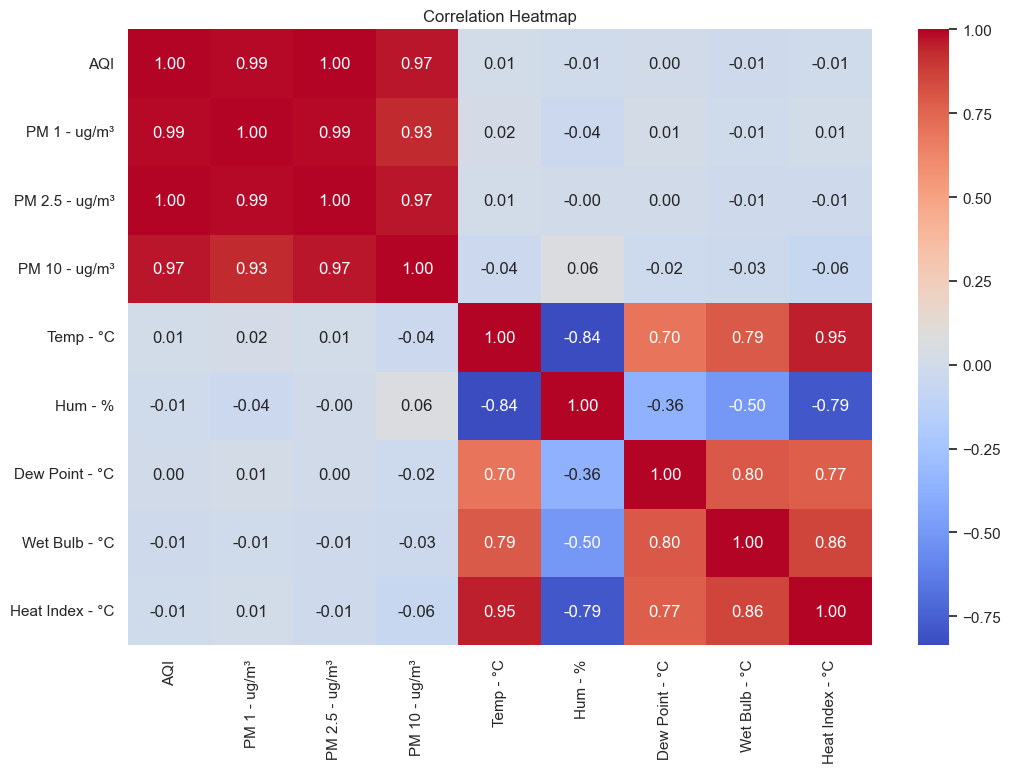 Correlation Heatmap
AQI 1.00 0.99 1.00 0.97 0.01 -0.01 0.00 -0.01 -0.01
PM 1 - ug/m³ 0.99 1.00 0.99 0.93 0.02 -0.04 0.01 -0.01 0.01
PM 2.5 - ug/m³ 1.00 0.99 1.00 0.97 0.01 -0.00 0.00 -0.01 -0.01
PM 10 - ug/m³ 0.97 0.93 0.97 1.00 -0.04 0.06 -0.02 -0.03 -0.06
Temp - °C 0.01 0.02 0.01 -0.04 1.00 -0.84 0.70 0.79 0.95
Hum - % -0.01 -0.04 -0.00 0.06 -0.84 1.00 -0.36 -0.50 -0.79
Dew Point - °C 0.00 0.01 0.00 -0.02 0.70 -0.36 1.00 0.80 0.77
Wet Bulb - °C -0.01 -0.01 -0.01 -0.03 0.79 -0.50 0.80 1.00 0.86
Heat Index - °C -0.01 0.01 -0.01 -0.06 0.95 -0.79 0.77 0.86 1.00
AQI
PM 1 - ug/m³
PM 2.5 - ug/m³
PM 10 - ug/m³
Temp - °C
Hum - %
Dew Point - °C
Wet Bulb - °C
Heat Index - °C
1.00
0.75
0.50
0.25
0.00
−0.25
−0.50
−0.75